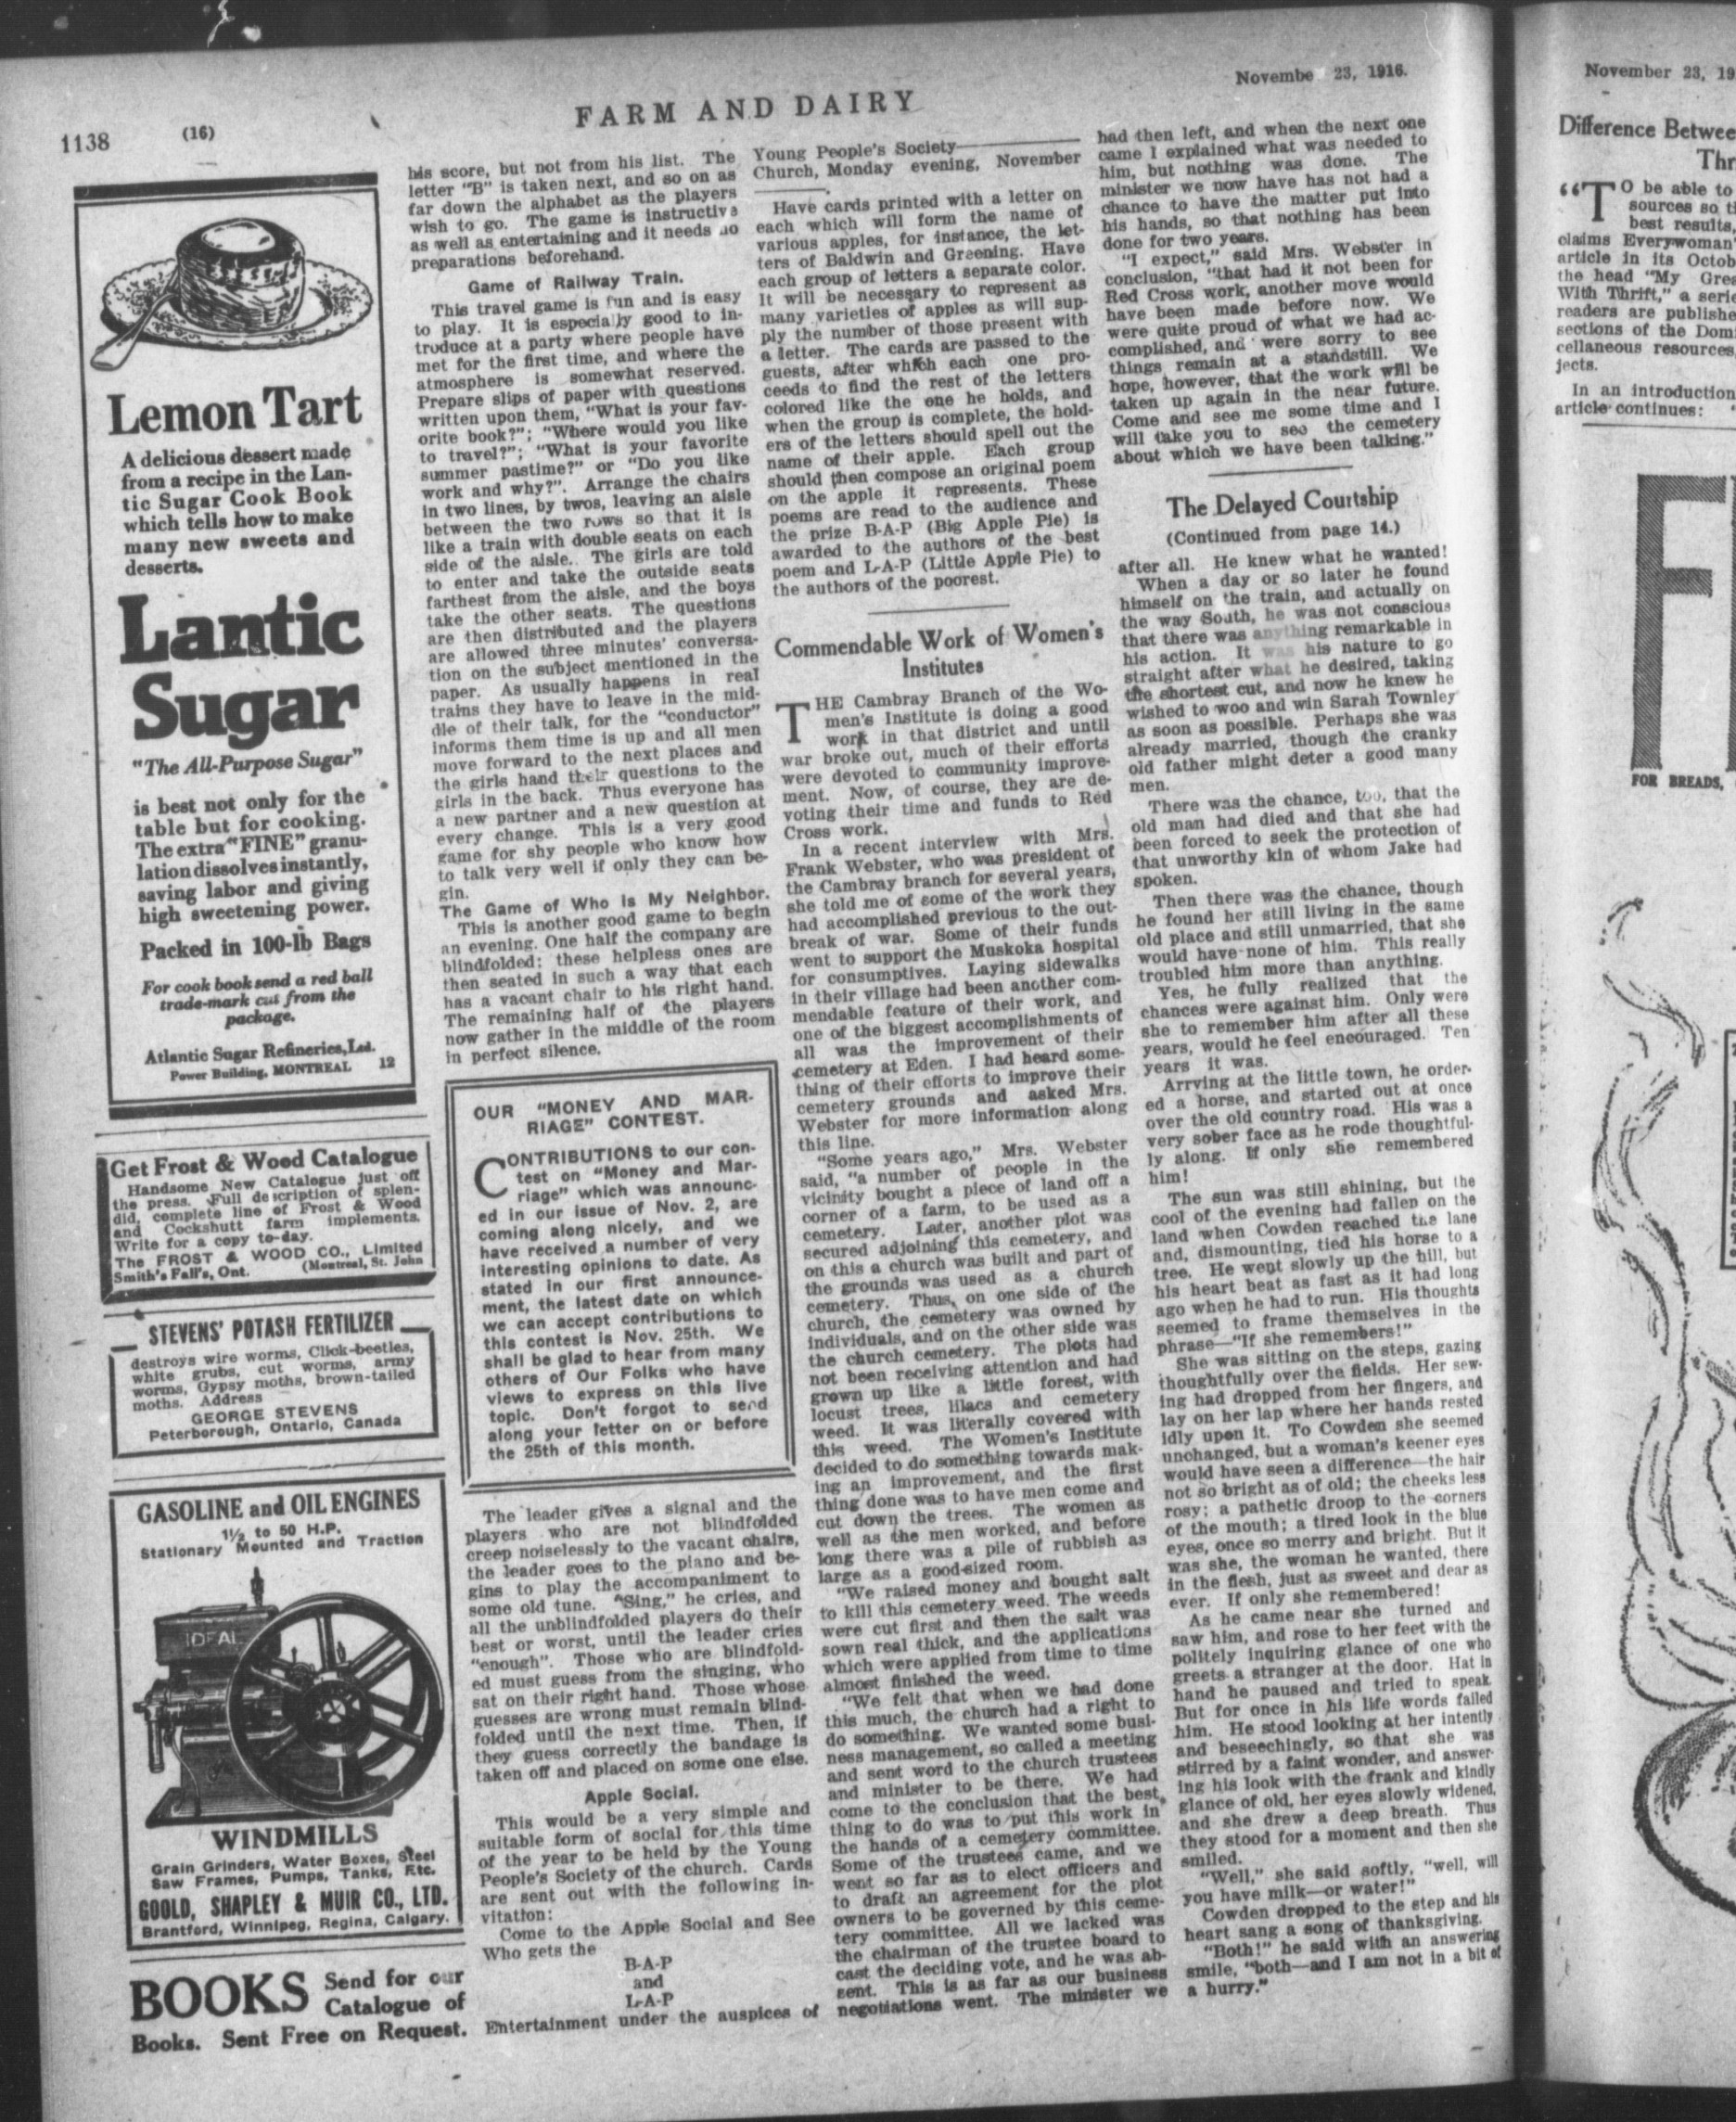 1138
(16)
FARM AND DAIRY
Novembe 23, 1916.
Lemon Tart
A delicious dessert made
from a recipe in the Lan-
tic Sugar Cook Book
which tells how to make
many new sweets and
desserts.
Lantic
Sugar
"The All-Purpose Sugar"
is best not only for the
table but for cooking.
The extra "FINE" granu-
lation dissolves instantly,
saving labor and giving
high sweetening power.
Packed in 100-lb Bags
For cook book send a red ball
trade-mark cut from the
package.
Atlantic Sugar Refineries, Ltd.
Power Building, MONTREAL 12
Get Frost & Wood Catalogue
Handsome New Catalogue just off
the press. Full description of splen-
did, complete line of Frost & Wood
and Cockshutt farm implements.
Write for a copy to-day.
The FROST & WOOD CO., Limited
Smith's Fall's, Ont. (Montreal, St. John
STEVENS' POTASH FERTILIZER
destroys wire worms, Click-beetles,
white grubs, cut worms, army
worms, Gypsy moths, brown-tailed
moths. Address
GEORGE STEVENS
Peterborough, Ontario, Canada
GASOLINE and OIL ENGINES
1½ to 50 H.P.
Stationary Mounted and Traction
IDEAL
WINDMILLS
Grain Grinders, Water Boxes, Steel
Saw Frames, Pumps, Tanks, Etc.
GOOLD, SHAPLEY & MUIR CO., LTD.
Brantford, Winnipeg, Regina, Calgary.
BOOKS Send for our
Catalogue of
Books. Sent Free on Request.
his score, but not from his list. The
letter "B" is taken next, and so on as
far down the alphabet as the players
wish to go. The game is instructive
as well as entertaining and it needs no
preparations beforehand.
Game of Railway Train.
This travel game is fun and is easy
to play. It is especially good to in-
troduce at a party where people have
met for the first time, and where the
atmosphere is somewhat reserved.
Prepare slips of paper with questions
written upon them, "What is your fav-
orite book?"; "Where would you like
to travel?"; "What is your favorite
summer pastime?" or "Do you like
work and why?". Arrange the chairs
in two lines, by twos, leaving an aisle
between the two rows so that it is
like a train with double seats on each
side of the aisle. The girls are told
to enter and take the outside seats
farthest from the aisle, and the boys
take the other seats. The questions
are then distributed and the players
are allowed three minutes' conversa-
tion on the subject mentioned in the
paper. As usually happens in real
trains they have to leave in the mid-
dle of their talk, for the "conductor"
informs them time is up and all men
move forward to the next places and
the girls hand their questions to the
girls in the back. Thus everyone has
a new partner and a new question at
every change. This is a very good
game for shy people who know how
to talk very well if only they can be-
gin.
The Game of Who Is My Neighbor.
This is another good game to begin
an evening. One half the company are
blindfolded; these helpless ones are
then seated in such a way that each
has a vacant chair to his right hand.
The remaining half of the players
now gather in the middle of the room
in perfect silence.
OUR "MONEY AND MAR-
RIAGE" CONTEST.
CONTRIBUTIONS to our con-
test on "Money and Mar-
riage" which was announc-
ed in our issue of Nov. 2, are
coming along nicely, and we
have received a number of very
interesting opinions to date. As
stated in our first announce-
ment, the latest date on which
we can accept contributions to
this contest is Nov. 25th. We
shall be glad to hear from many
others of Our Folks who have
views to express on this live
topic. Don't forgot to send
along your letter on or before
the 25th of this month.
The leader gives a signal and the
players who are not blindfolded
creep noiselessly to the vacant chairs,
the leader goes to the piano and be-
gins to play the accompaniment to
some old tune. "Sing," he cries, and
all the unblindfolded players do their
best or worst, until the leader cries
"enough". Those who are blindfold-
ed must guess from the singing, who
sat on their right hand. Those whose
guesses are wrong must remain blind-
folded until the next time. Then, if
they guess correctly the bandage is
taken off and placed on some one else.
Apple Social.
This would be a very simple and
suitable form of social for this time
of the year to be held by the Young
People's Society of the church. Cards
are sent out with the following in-
vitation:
Come to the Apple Social and See
Who gets the
B-A-P
and
L-A-P
Entertainment under the auspices of
Young People's Society
Church, Monday evening, November
Have cards printed with a letter on
each which will form the name of
various apples, for instance, the let-
ters of Baldwin and Greening. Have
each group of letters a separate color.
It will be necessary to represent as
many varieties of apples as will sup-
ply the number of those present with
a letter. The cards are passed to the
guests, after which each one pro-
ceeds to find the rest of the letters
colored like the one he holds, and
when the group is complete, the hold-
ers of the letters should spell out the
name of their apple. Each group
should then compose an original poem
on the apple it represents. These
poems are read to the audience and
the prize B-A-P (Big Apple Pie) is
awarded to the authors of the best
poem and L-A-P (Little Apple Pie) to
the authors of the poorest.
Commendable Work of Women's
Institutes
THE Cambray Branch of the Wo-
men's Institute is doing a good
work in that district and until
war broke out, much of their efforts
were devoted to community improve-
ment. Now, of course, they are de-
voting their time and funds to Red
Cross work.
In a recent interview with Mrs.
Frank Webster, who was president of
the Cambray branch for several years,
she told me of some of the work they
had accomplished previous to the out-
break of war. Some of their funds
went to support the Muskoka hospital
for consumptives. Laying sidewalks
in their village had been another com-
mendable feature of their work, and
one of the biggest accomplishments of
all was the improvement of their
cemetery at Eden. I had heard some-
thing of their efforts to improve their
cemetery grounds and asked Mrs.
Webster for more information along
this line.
"Some years ago," Mrs. Webster
said, "a number of people in the
vicinity bought a piece of land off a
corner of a farm, to be used as a
cemetery. Later, another plot was
secured adjoining this cemetery, and
on this a church was built and part of
the grounds was used as a church
cemetery. Thus, on one side of the
church, the cemetery was owned by
individuals, and on the other side was
the church cemetery. The plots had
not been receiving attention and had
grown up like a little forest, with
locust trees, lilacs and cemetery
weed. It was literally covered with
this weed. The Women's Institute
decided to do something towards mak-
ing an improvement, and the first
thing done was to have men come and
cut down the trees. The women as
well as the men worked, and before
long there was a pile of rubbish as
large as a good-sized room.
"We raised money and bought salt
to kill this cemetery weed. The weeds
were cut first and then the salt was
sown real thick, and the applications
which were applied from time to time
almost finished the weed.
"We felt that when we had done
this much, the church had a right to
do something. We wanted some busi-
ness management, so called a meeting
and sent word to the church trustees
and minister to be there. We had
come to the conclusion that the best
thing to do was to put this work in
the hands of a cemetery committee.
Some of the trustees came, and we
went so far as to elect officers and
to draft an agreement for the plot
owners to be governed by this ceme-
tery committee. All we lacked was
the chairman of the trustee board to
cast the deciding vote, and he was ab-
sent. This is as far as our business
negotiations went. The minister we
had then left, and when the next one
came I explained what was needed to
him, but nothing was done. The
minister we now have has not had a
chance to have the matter put into
his hands, so that nothing has been
done for two years.
"I expect," said Mrs. Webster in
conclusion, "that had it not been for
Red Cross work, another move would
have been made before now. We
were quite proud of what we had ac-
complished, and were sorry to see
things remain at a standstill. We
hope, however, that the work will be
taken up again in the near future.
Come and see me some time and I
will take you to see the cemetery
about which we have been talking."
The Delayed Courtship
(Continued from page 14.)
after all. He knew what he wanted!
When a day or so later he found
himself on the train, and actually on
the way South, he was not conscious
that there was anything remarkable in
his action. It was his nature to go
straight after what he desired, taking
the shortest cut, and now he knew he
wished to woo and win Sarah Townley
as soon as possible. Perhaps she was
already married, though the cranky
old father might deter a good many
men.
There was the chance, too, that the
old man had died and that she had
been forced to seek the protection of
that unworthy kin of whom Jake had
spoken.
Then there was the chance, though
he found her still living in the same
old place and still unmarried, that she
would have none of him. This really
troubled him more than anything.
Yes, he fully realized that the
chances were against him. Only were
she to remember him after all these
years, would he feel encouraged. Ten
years it was.
Arrving at the little town, he order-
ed a horse, and started out at once
over the old country road. His was a
very sober face as he rode thoughtful-
ly along. If only she remembered
him!
The sun was still shining, but the
cool of the evening had fallen on the
land when Cowden reached the lane
and, dismounting, tied his horse to a
tree. He went slowly up the hill, but
his heart beat as fast as it had long
ago when he had to run. His thoughts
seemed to frame themselves in the
phrase—"If she remembers!"
She was sitting on the steps, gazing
thoughtfully over the fields. Her sew-
ing had dropped from her fingers, and
lay on her lap where her hands rested
idly upon it. To Cowden she seemed
unchanged, but a woman's keener eyes
would have seen a difference—the hair
not so bright as of old; the cheeks less
rosy; a pathetic droop to the corners
of the mouth; a tired look in the blue
eyes, once so merry and bright. But it
was she, the woman he wanted, there
in the flesh, just as sweet and dear as
ever. If only she remembered!
As he came near she turned and
saw him, and rose to her feet with the
politely inquiring glance of one who
greets a stranger at the door. Hat in
hand he paused and tried to speak.
But for once in his life words failed
him. He stood looking at her intently
and beseechingly, so that she was
stirred by a faint wonder, and answer-
ing his look with the frank and kindly
glance of old, her eyes slowly widened,
and she drew a deep breath. Thus
they stood for a moment and then she
smiled.
"Well," she said softly, "well, will
you have milk—or water!"
Cowden dropped to the step and his
heart sang a song of thanksgiving.
"Both!" he said with an answering
smile, "both—and I am not in a bit of
a hurry."
November 23, 19
Difference Betwee
Thr
"TO be able to
sources so t
best results,
claims Everywoman'
article in its Octob
the head "My Gre
With Thrift," a serie
readers are publishe
sections of the Dom
cellaneous resources
jects.
In an introduction
article continues:
F
FOR BREADS,